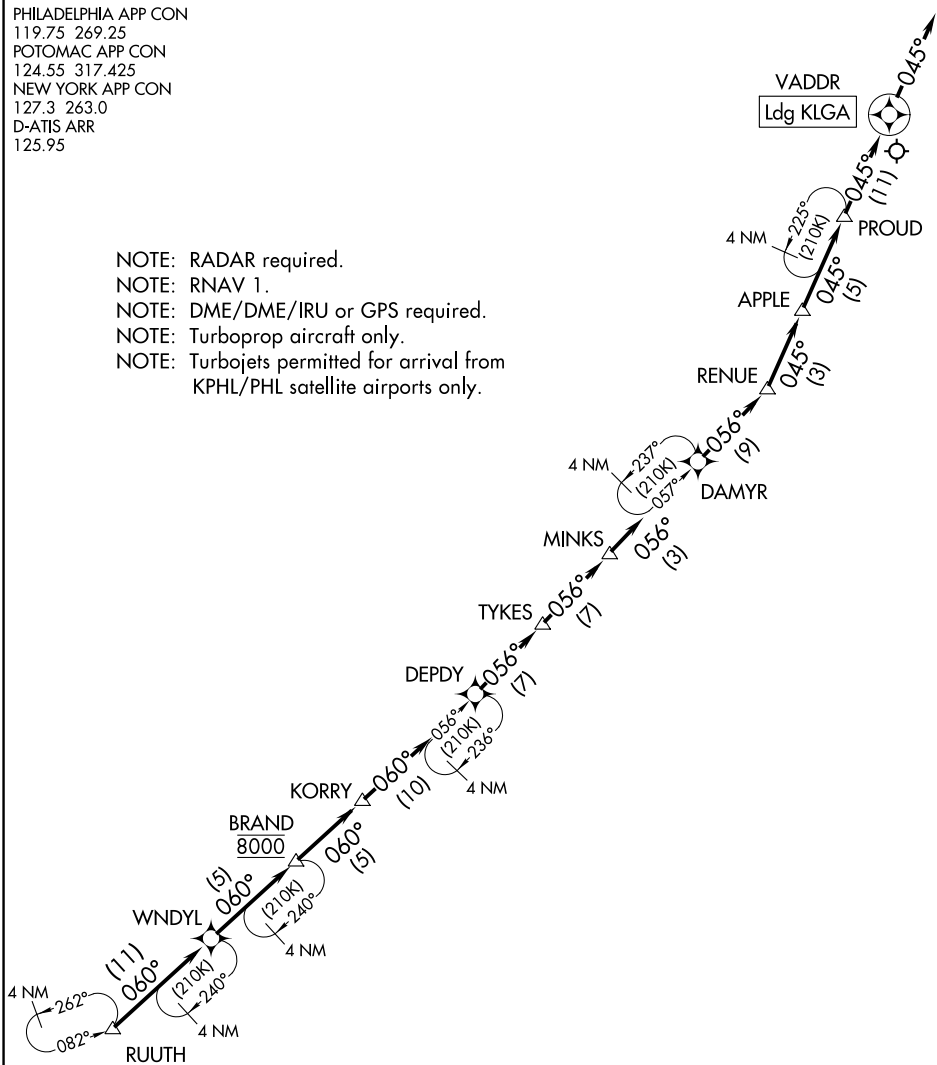 PHILADELPHIA APP CON
119.75 269.25
POTOMAC APP CON
124.55 317.425
NEW YORK APP CON
127.3 263.0
D-ATIS ARR
125.95
NOTE: RADAR required.
NOTE: RNAV 1.
NOTE: DME/DME/IRU or GPS required.
NOTE: Turboprop aircraft only.
NOTE: Turbojets permitted for arrival from
KPHL/PHL satellite airports only.
045°
VADDR
Ldg KLGA
045°
(11)
PROUD
225°
(210K)
4 NM
045°
(5)
APPLE
045°
(3)
RENUE
056°
(9)
DAMYR
237°
(210K)
057°
4 NM
056°
(3)
MINKS
056°
(7)
TYKES
056°
(7)
DEPDY
056°
(210K)
236°
4 NM
060°
(10)
KORRY
060°
(5)
BRAND
8000
(210K)
240°
4 NM
(5)
060°
WNDYL
(210K)
240°
4 NM
(11)
060°
4 NM
262°
082°
RUUTH